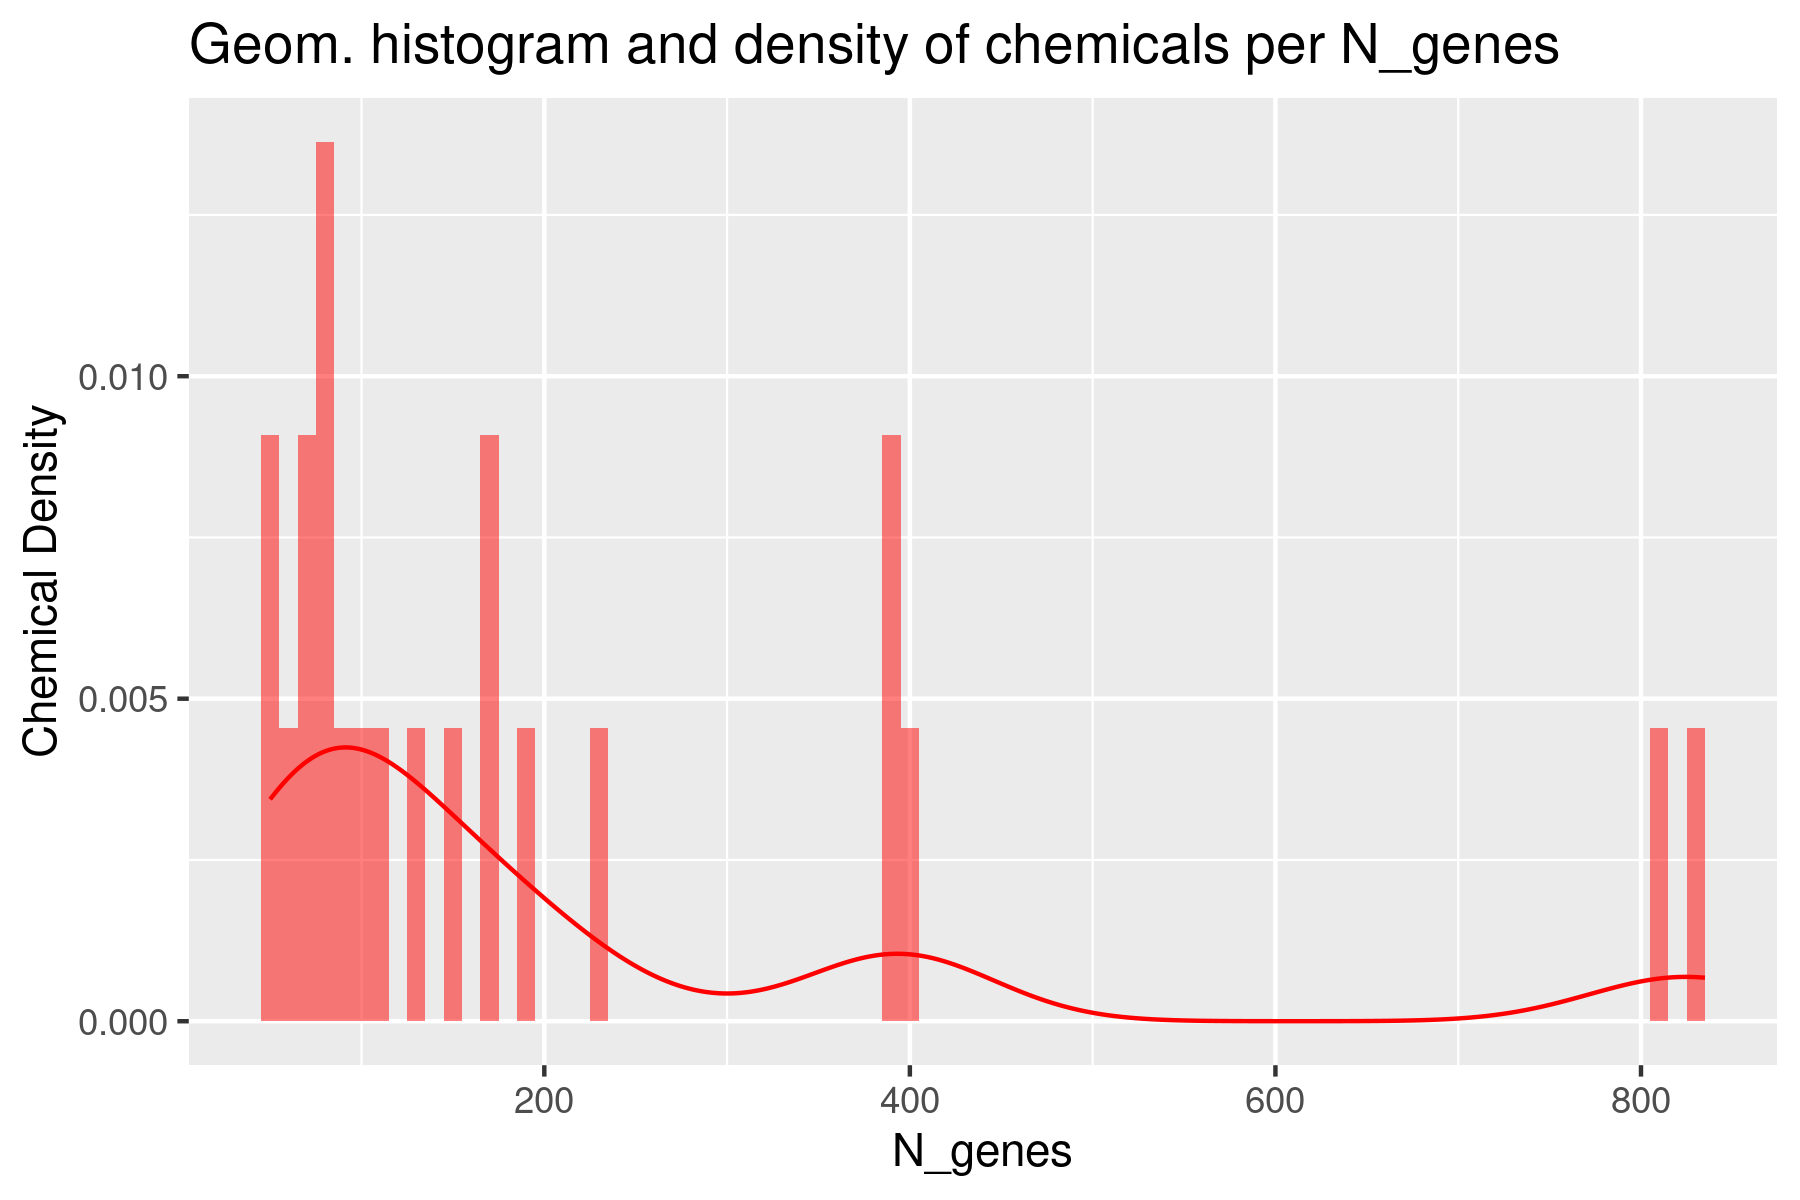 Geom. histogram and density of chemicals per N_genes
Chemical Density
0.010
0.005
0.000
200 400 600 800
N_genes